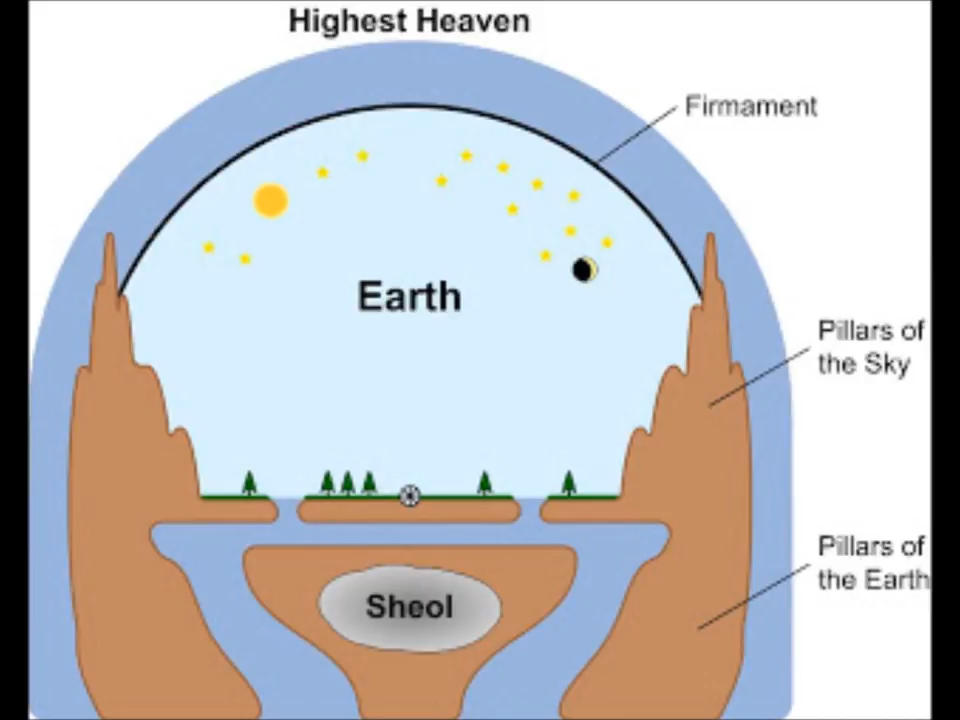 Highest Heaven
Firmament
Earth
Pillars of
the Sky
Pillars of
the Earth
Sheol